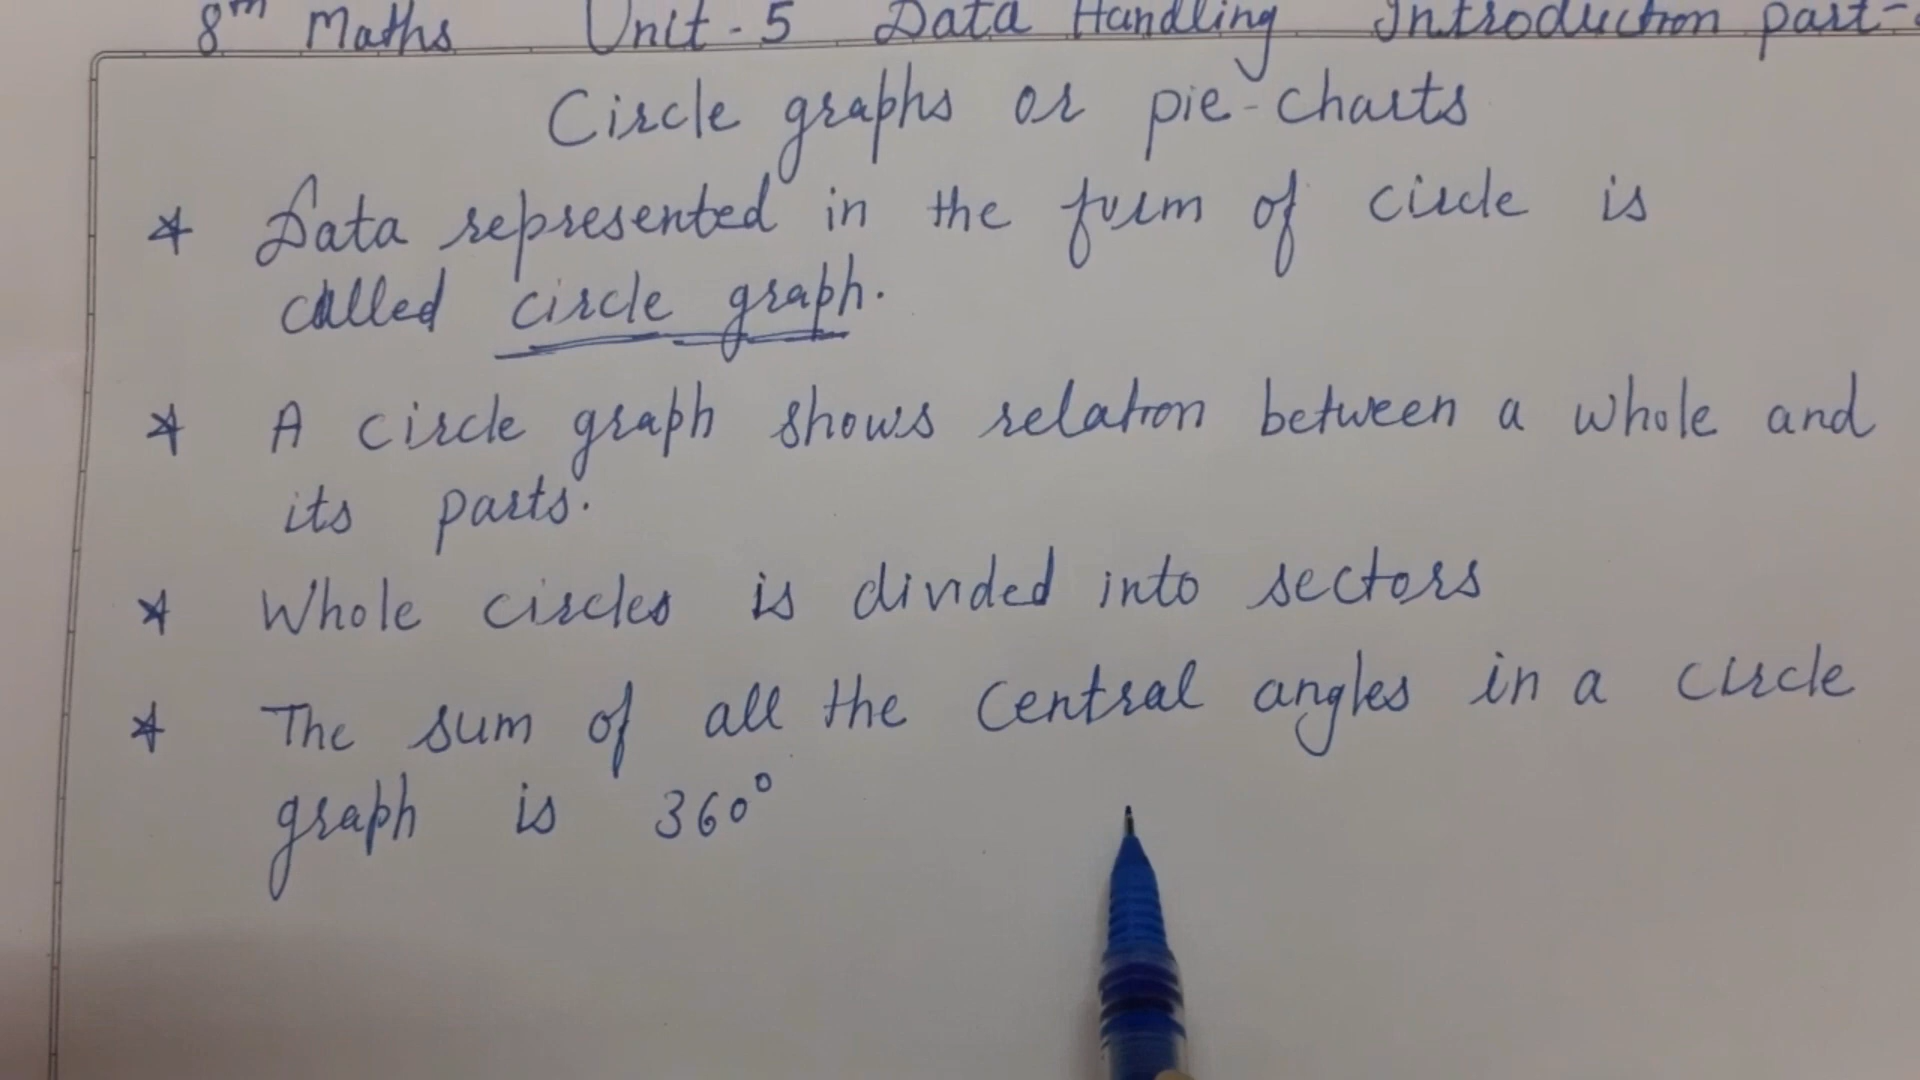 8th Maths Unit - 5 Data Handling Introduction part-
Circle graphs or pie-charts
* Data represented in the form of circle is
called circle graph.
* A circle graph shows relation between a whole and
its parts.
* Whole circles is divided into sectors
* The sum of all the central angles in a circle
graph is 360°